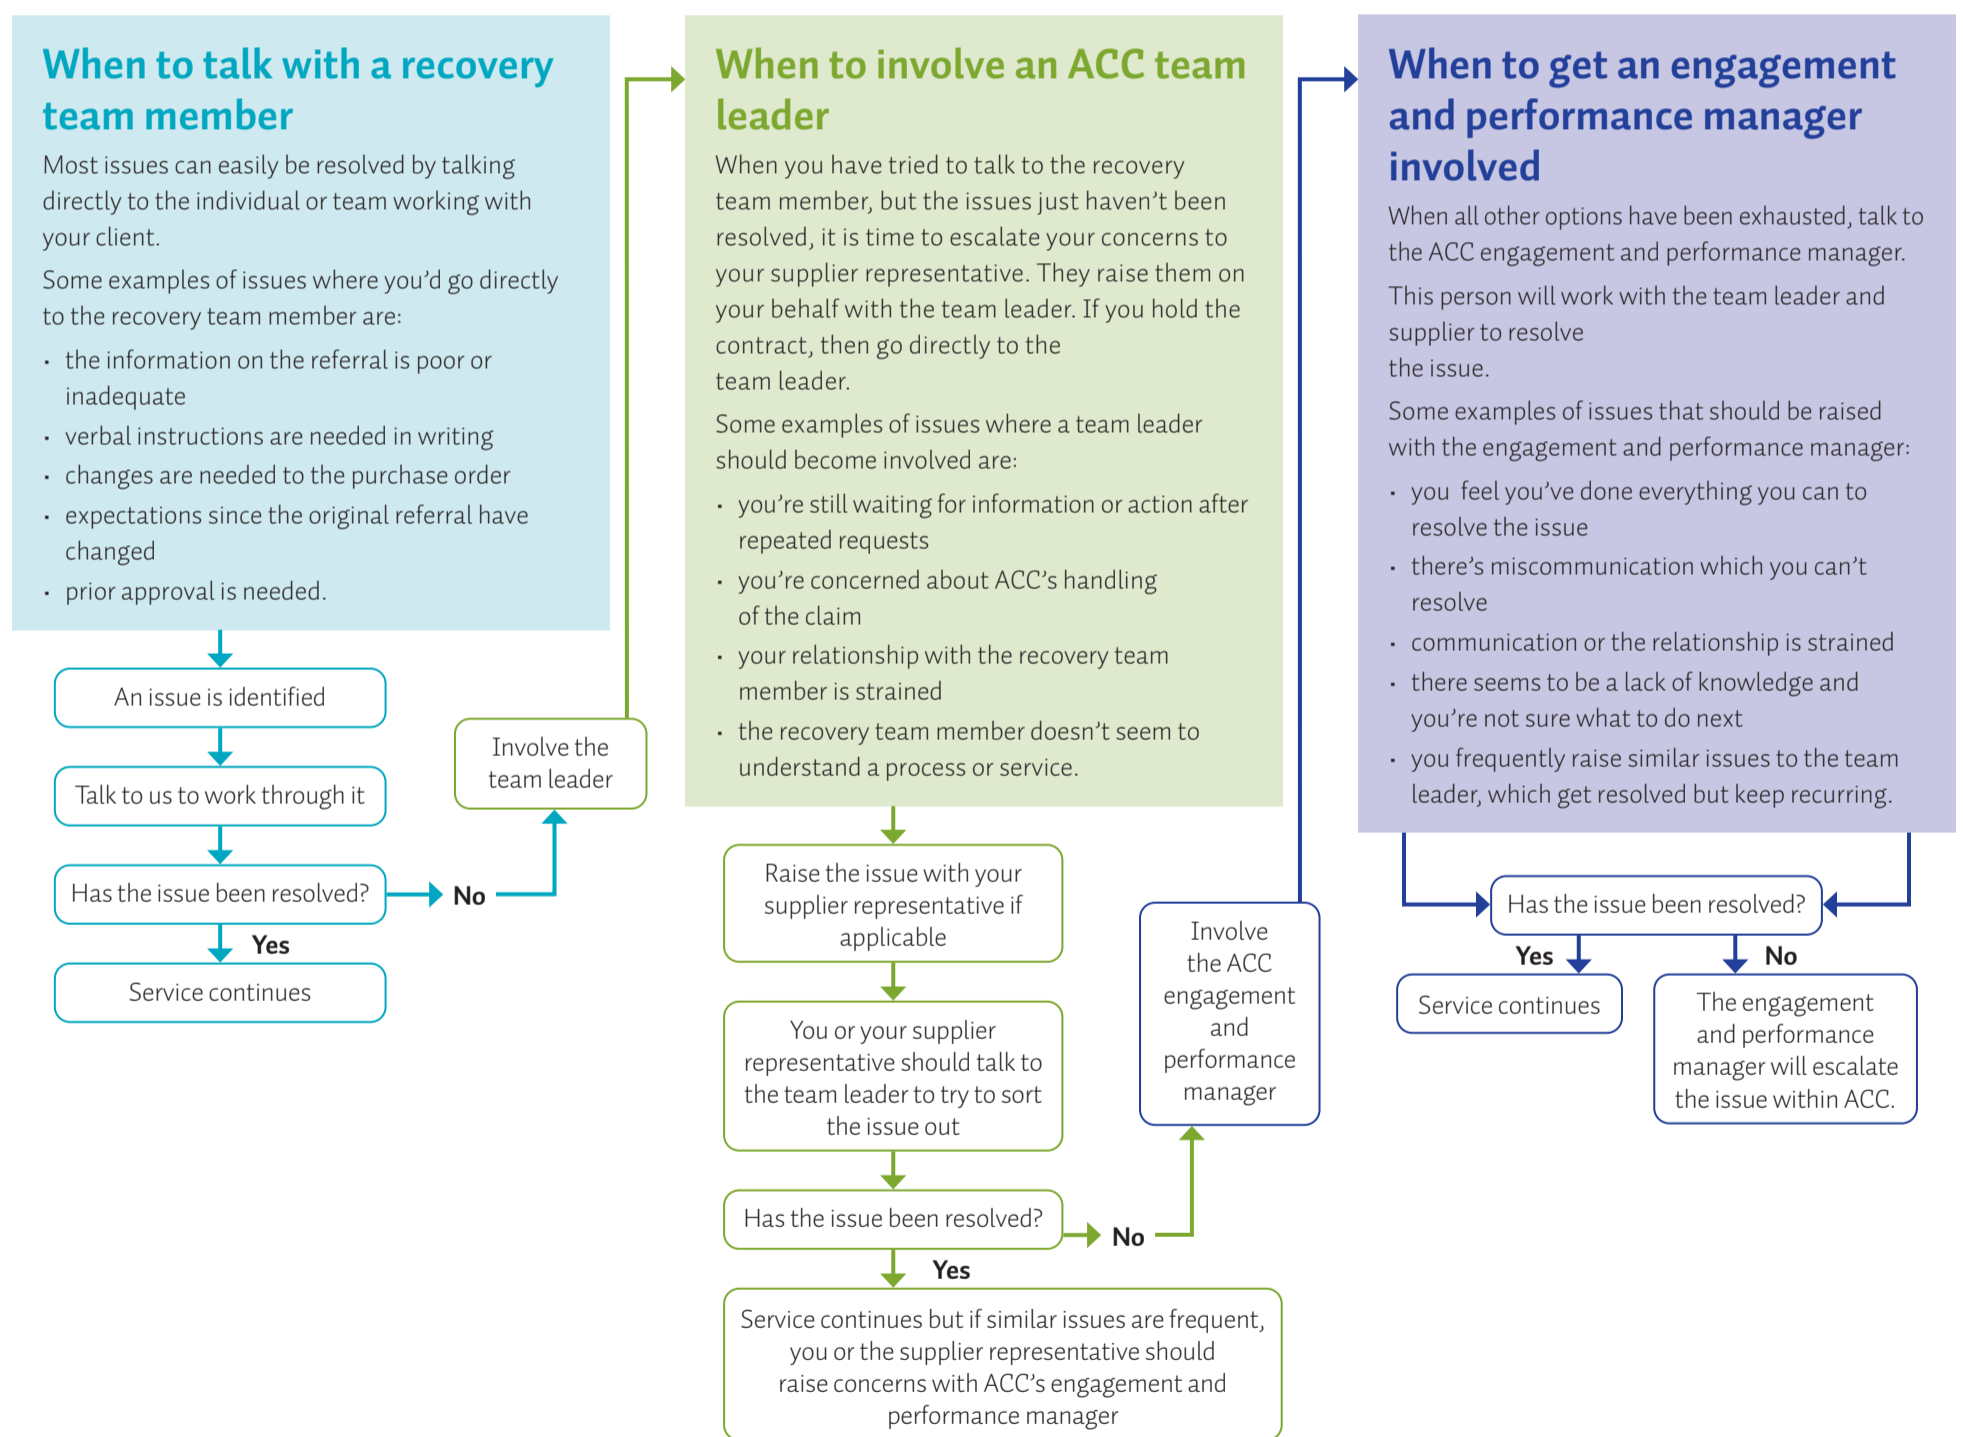 When to talk with a recovery
team member
Most issues can easily be resolved by talking
directly to the individual or team working with
your client.
Some examples of issues where you’d go directly
to the recovery team member are:
· the information on the referral is poor or
inadequate
· verbal instructions are needed in writing
· changes are needed to the purchase order
· expectations since the original referral have
changed
· prior approval is needed.
An issue is identified
Talk to us to work through it
Has the issue been resolved?
No
Yes
Service continues
Involve the
team leader
When to involve an ACC team
leader
When you have tried to talk to the recovery
team member, but the issues just haven’t been
resolved, it is time to escalate your concerns to
your supplier representative. They raise them on
your behalf with the team leader. If you hold the
contract, then go directly to the
team leader.
Some examples of issues where a team leader
should become involved are:
· you’re still waiting for information or action after
repeated requests
· you’re concerned about ACC’s handling
of the claim
· your relationship with the recovery team
member is strained
· the recovery team member doesn’t seem to
understand a process or service.
Raise the issue with your
supplier representative if
applicable
You or your supplier
representative should talk to
the team leader to try to sort
the issue out
Has the issue been resolved?
No
Yes
Service continues but if similar issues are frequent,
you or the supplier representative should
raise concerns with ACC’s engagement and
performance manager
Involve
the ACC
engagement
and
performance
manager
When to get an engagement
and performance manager
involved
When all other options have been exhausted, talk to
the ACC engagement and performance manager.
This person will work with the team leader and
supplier to resolve
the issue.
Some examples of issues that should be raised
with the engagement and performance manager:
· you feel you’ve done everything you can to
resolve the issue
· there’s miscommunication which you can’t
resolve
· communication or the relationship is strained
· there seems to be a lack of knowledge and
you’re not sure what to do next
· you frequently raise similar issues to the team
leader, which get resolved but keep recurring.
Has the issue been resolved?
Yes
No
Service continues
The engagement
and performance
manager will escalate
the issue within ACC.